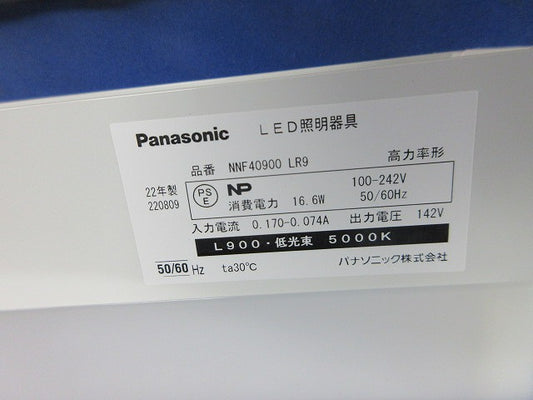 Panasonic LED照明器具
品番 NNF40900 LR9 高力率形
22年製
220809
PS
E
NP
100-242V
消費電力 16.6W 50/60Hz
入力電流 0.170-0.074A 出力電圧 142V
L900・低光束 5000K
50/60 Hz ta30℃ パナソニック株式会社